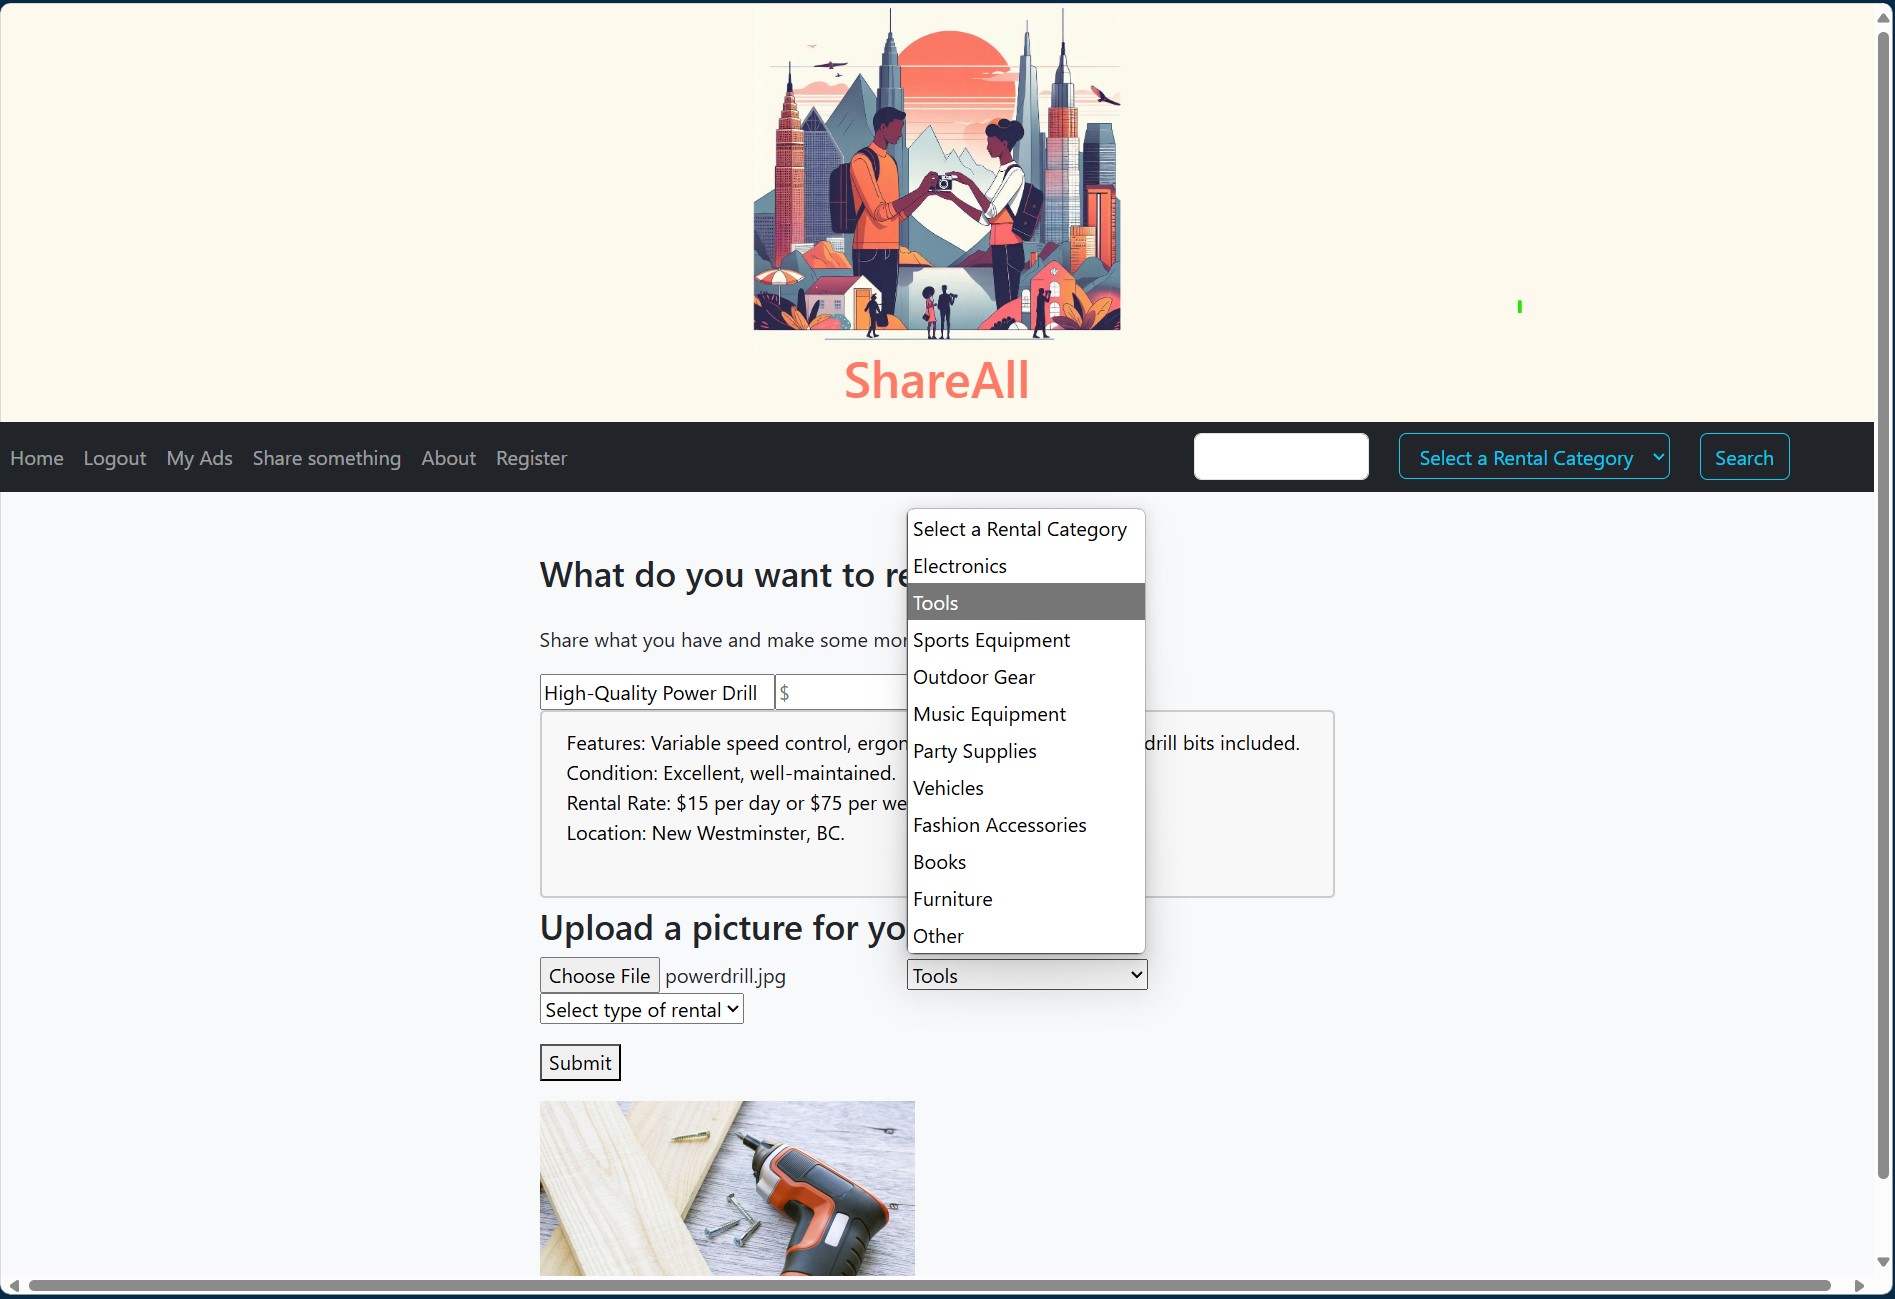 ShareAll
Home Logout My Ads Share something About Register Select a Rental Category Search
What do you want to re
Share what you have and make some mor
High-Quality Power Drill $
Features: Variable speed control, ergon drill bits included.
Condition: Excellent, well-maintained.
Rental Rate: $15 per day or $75 per we
Location: New Westminster, BC.
Select a Rental Category
Electronics
Tools
Sports Equipment
Outdoor Gear
Music Equipment
Party Supplies
Vehicles
Fashion Accessories
Books
Furniture
Other
Upload a picture for yo
Choose File powerdrill.jpg Tools
Select type of rental
Submit